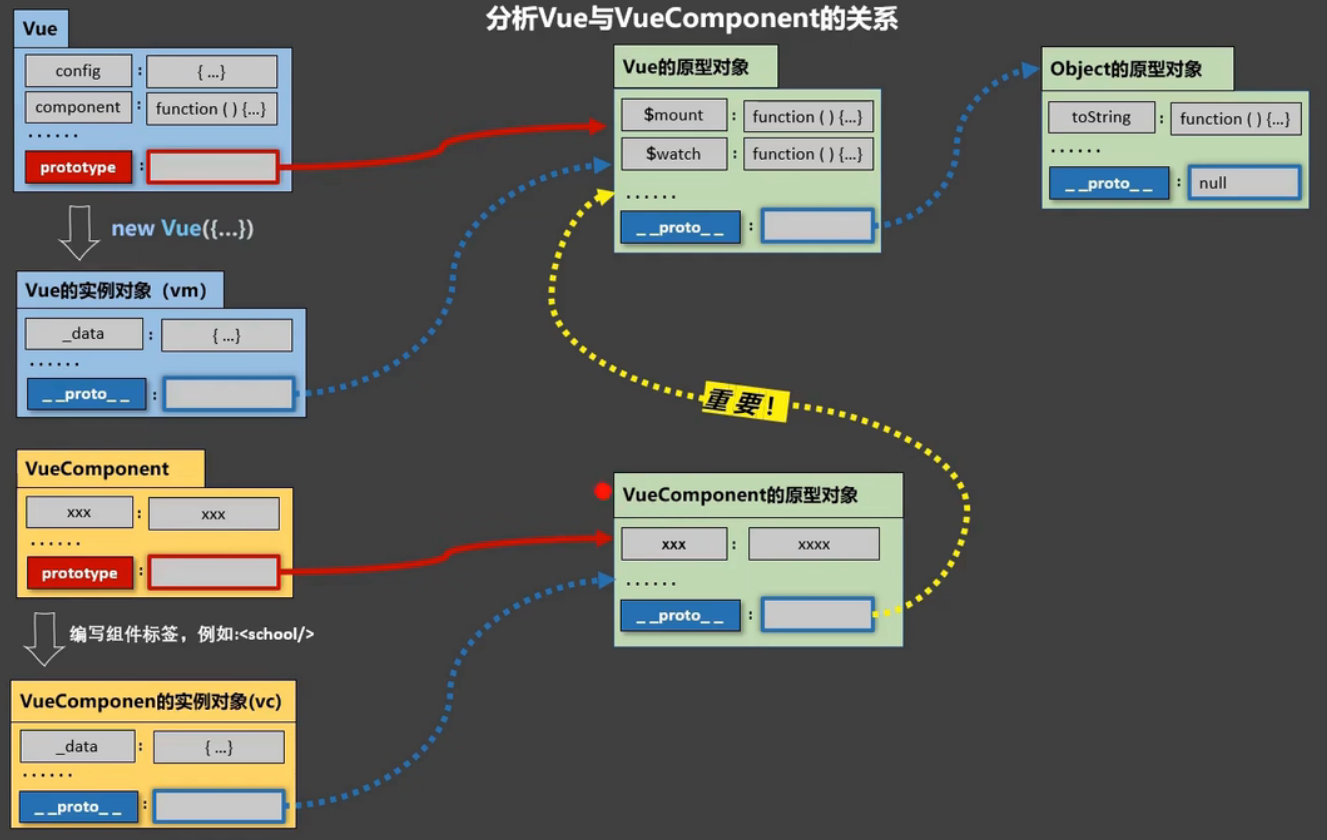 分析Vue与VueComponent的关系
Vue
config : { ...}
component : function ( ) {...}
......
prototype :
new Vue({...})
Vue的实例对象（vm）
_data : { ...}
......
_ _proto_ _ :
Vue的原型对象
$mount : function ( ) {...}
$watch : function ( ) {...}
......
_ _proto_ _ :
Object的原型对象
toString : function ( ) {...}
......
_ _proto_ _ : null
重要！
VueComponent
xxx : xxx
......
prototype :
编写组件标签，例如:<school/>
VueComponen的实例对象(vc)
_data : { ...}
......
_ _proto_ _ :
VueComponent的原型对象
xxx : xxxx
......
_ _proto_ _ :